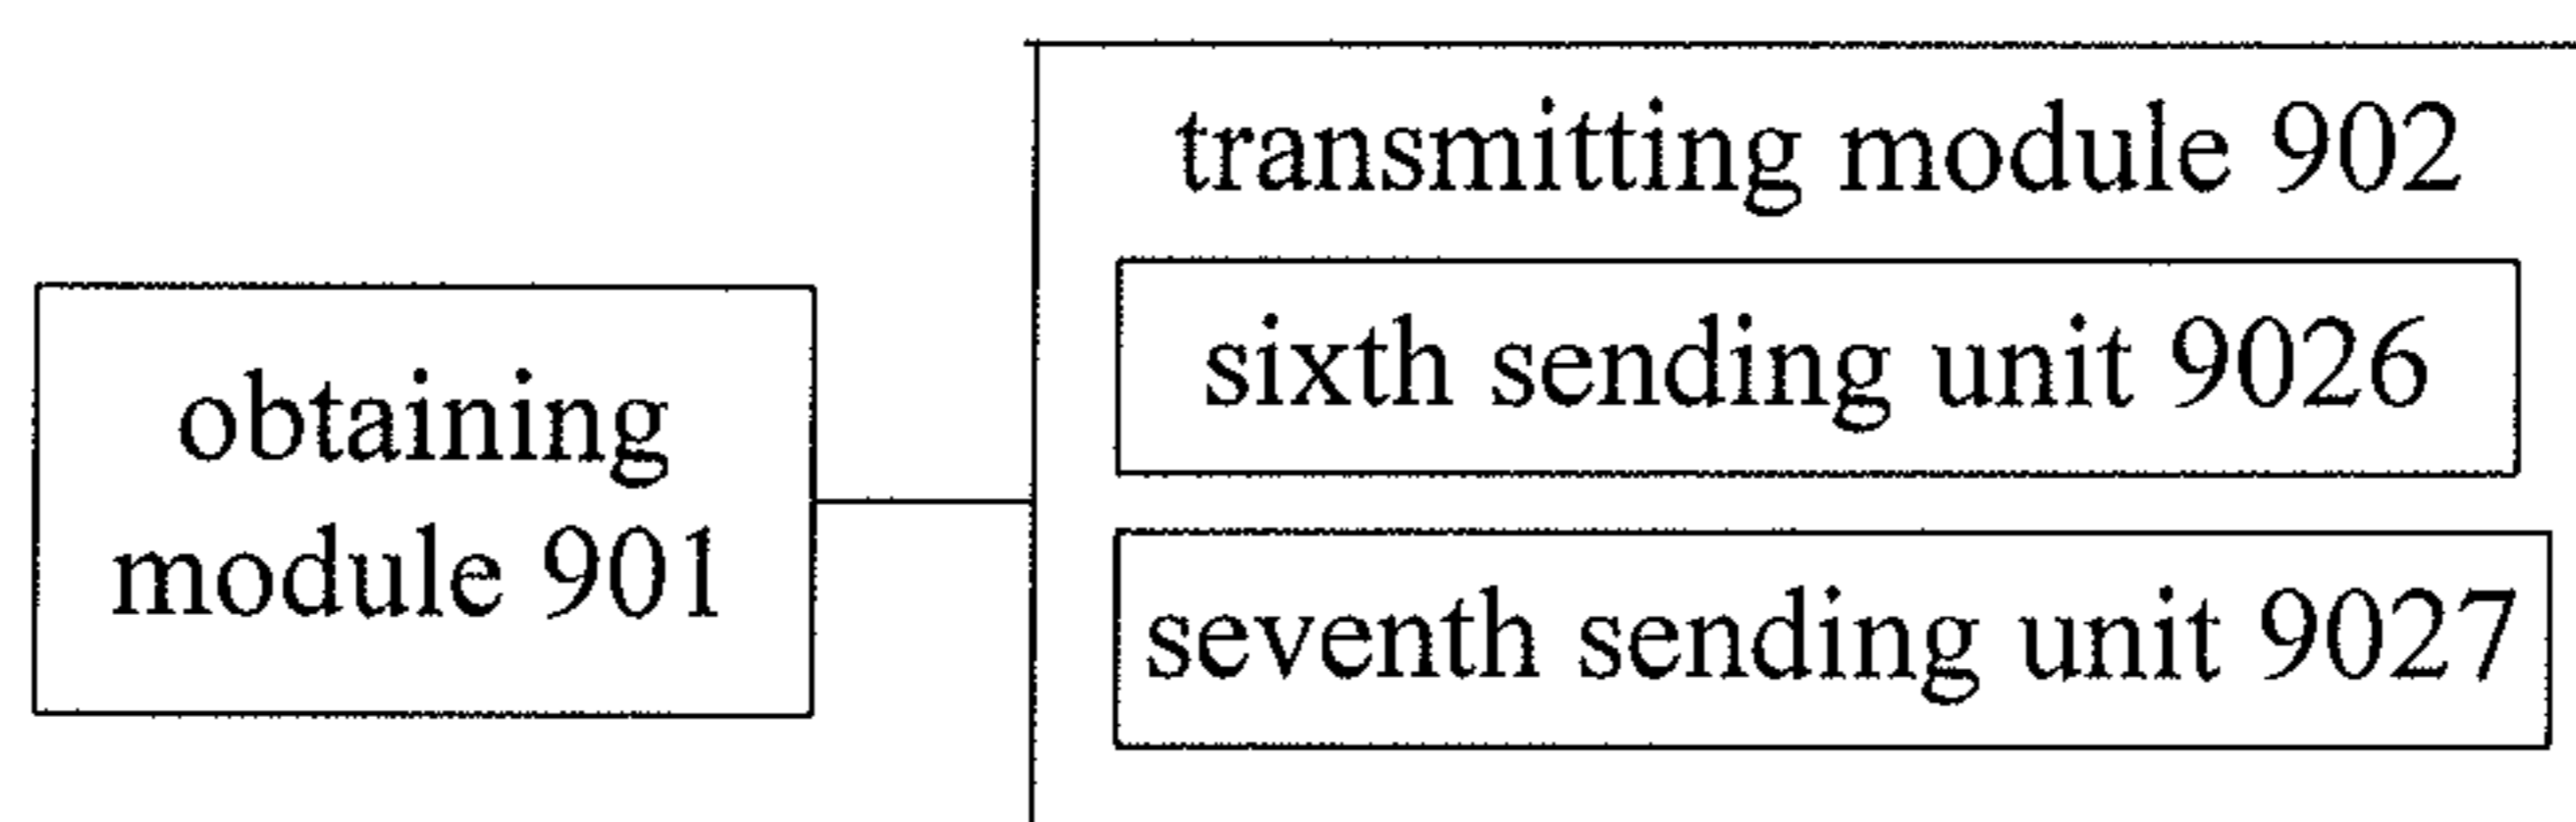 obtaining
module 901
transmitting module 902
sixth sending unit 9026
seventh sending unit 9027